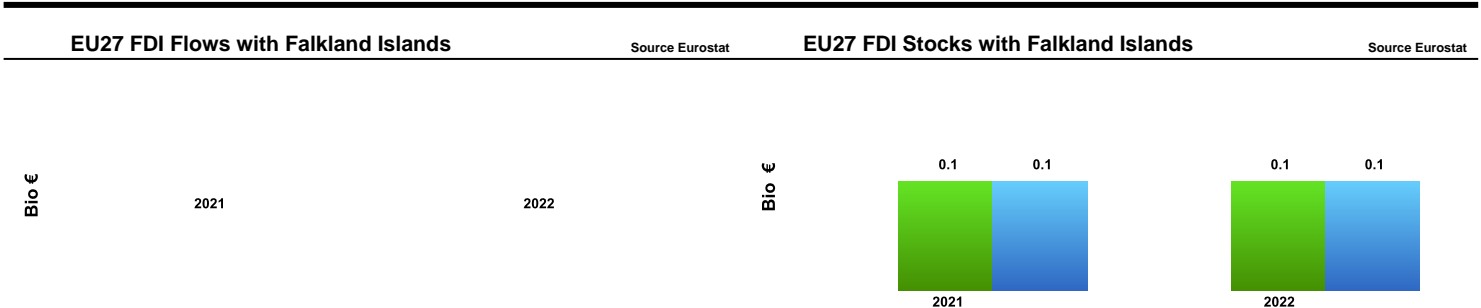 EU27 FDI Flows with Falkland Islands
Source Eurostat
Bio €
2021
2022
EU27 FDI Stocks with Falkland Islands
Source Eurostat
Bio €
0.1
0.1
0.1
0.1
2021
2022